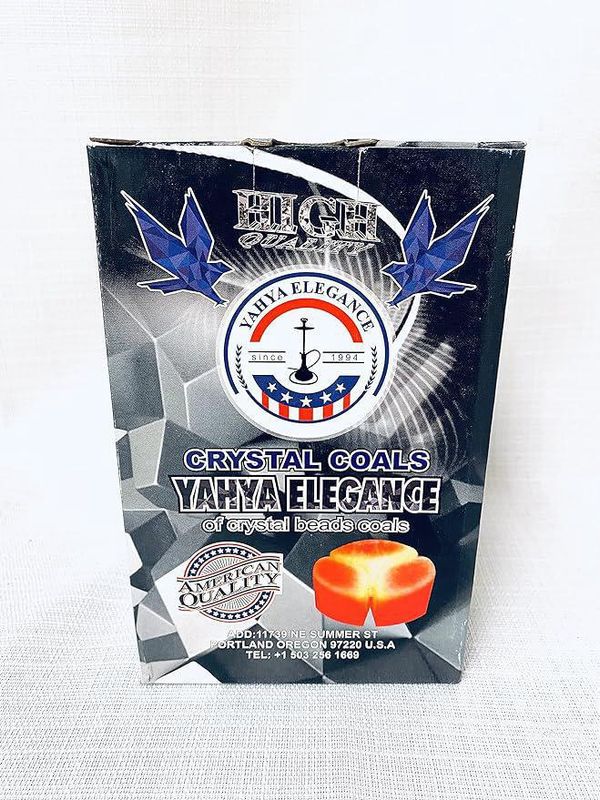 HIGH
QUALITY
YAHYA ELEGANCE
since 1994
CRYSTAL COALS
YAHYA ELEGANCE
of crystal beads coals
AMERICAN
QUALITY
ADD:11739 NE SUMMER ST
PORTLAND OREGON 97220 U.S.A
TEL: +1 503 256 1669